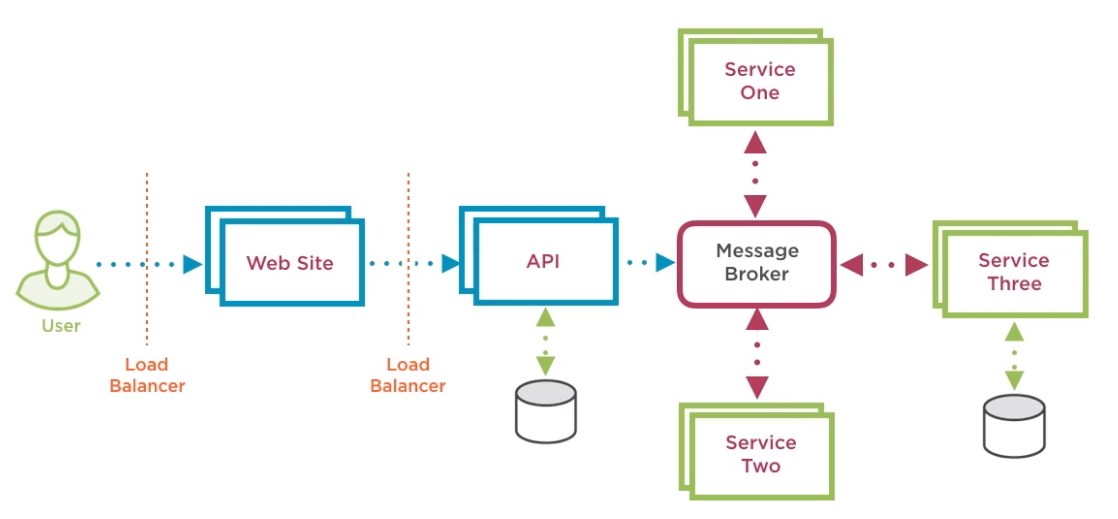 User
Load
Balancer
Web Site
Load
Balancer
API
Message
Broker
Service
One
Service
Two
Service
Three